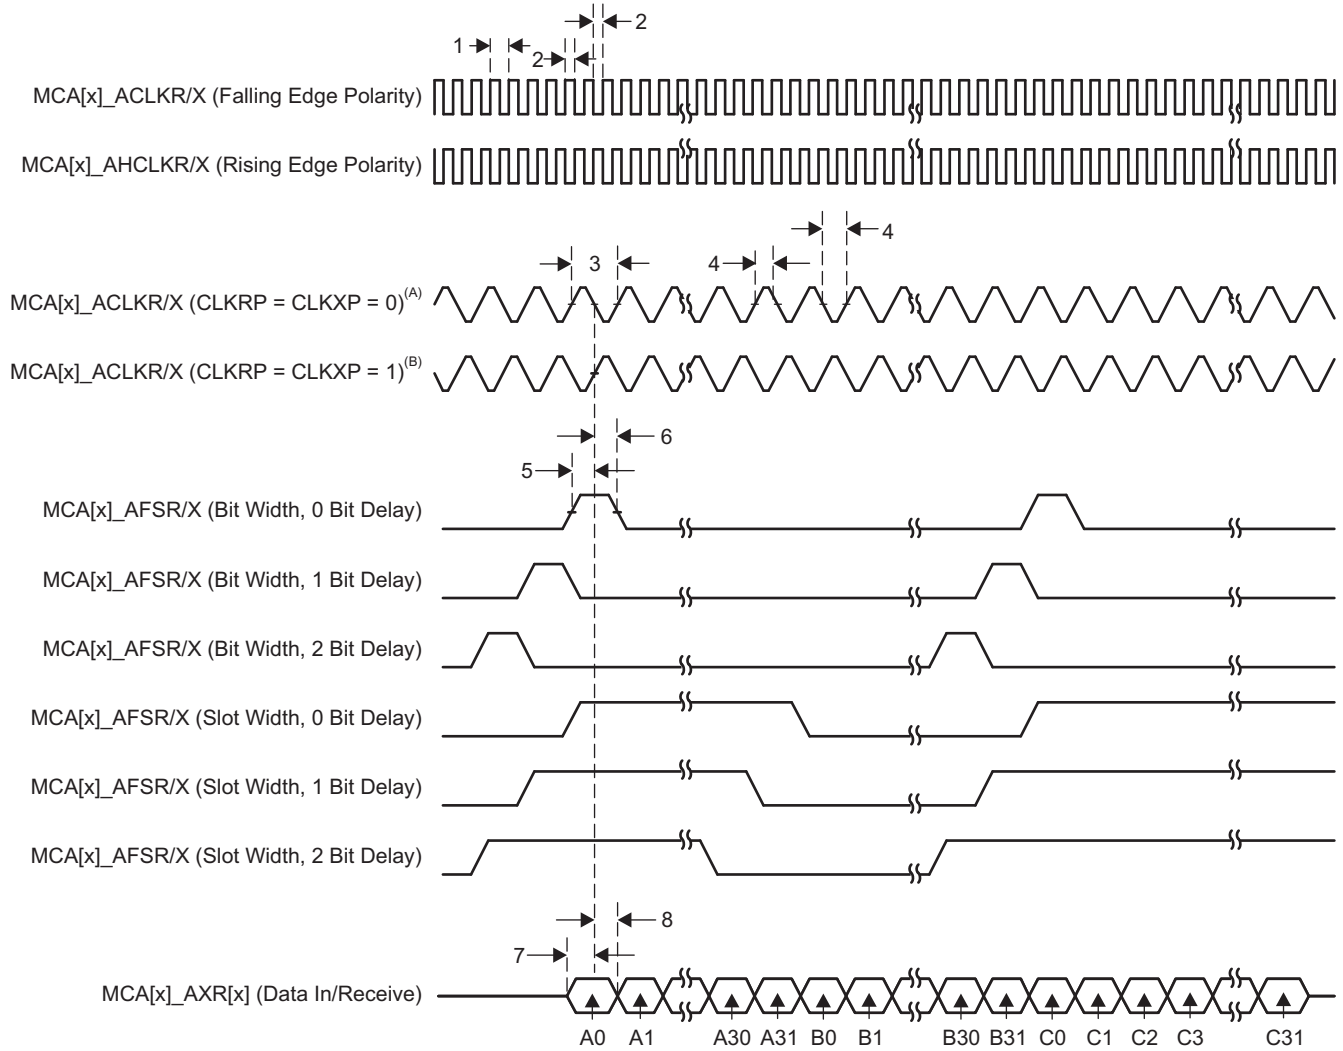 2
1
2
MCA[x]_ACLKR/X (Falling Edge Polarity)
MCA[x]_AHCLKR/X (Rising Edge Polarity)
4
3
4
MCA[x]_ACLKR/X (CLKRP = CLKXP = 0)(A)
MCA[x]_ACLKR/X (CLKRP = CLKXP = 1)(B)
6
5
MCA[x]_AFSR/X (Bit Width, 0 Bit Delay)
MCA[x]_AFSR/X (Bit Width, 1 Bit Delay)
MCA[x]_AFSR/X (Bit Width, 2 Bit Delay)
MCA[x]_AFSR/X (Slot Width, 0 Bit Delay)
MCA[x]_AFSR/X (Slot Width, 1 Bit Delay)
MCA[x]_AFSR/X (Slot Width, 2 Bit Delay)
8
7
MCA[x]_AXR[x] (Data In/Receive)
A0 A1 A30 A31 B0 B1 B30 B31 C0 C1 C2 C3 C31